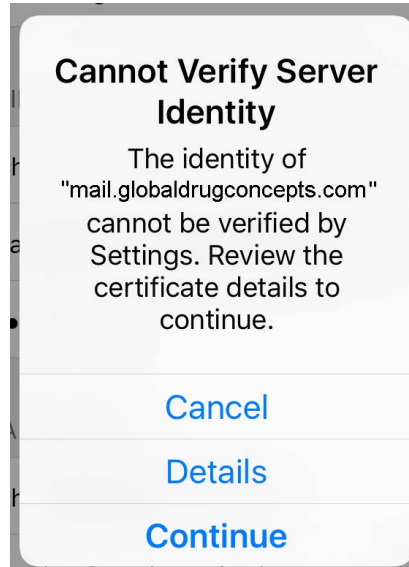 Cannot Verify Server
Identity
The identity of
"mail.globaldrugconcepts.com"
cannot be verified by
Settings. Review the
certificate details to
continue.
Cancel
Details
Continue